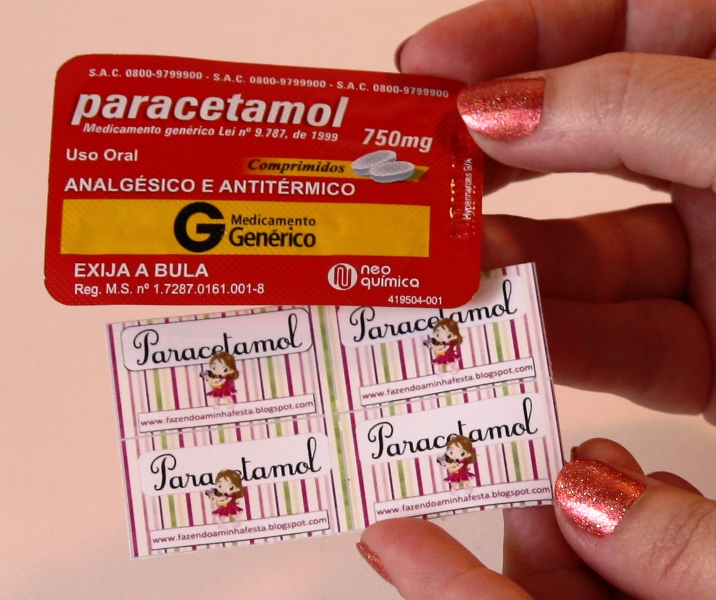 S.A.C. 0800-9799900 - S.A.C. 0800-9799900 - S.A.C. 0800-9799900
paracetamol
Medicamento genérico Lei nº 9.787, de 1999
750mg
Uso Oral
Comprimidos
ANALGÉSICO E ANTITÉRMICO
G Medicamento
Genérico
EXIJA A BULA
Reg. M.S. nº 1.7287.0161.001-8
neo
química
419504-001
Hypermarcas S/A
Paracetamol
www.fazendoaminhafesta.blogspot.com
Paracetamol
www.fazendoaminhafesta.blogspot.com
Paracetamol
www.fazendoaminhafesta.blogspot.com
Paracetamol
www.fazendoaminhafesta.blogspot.com